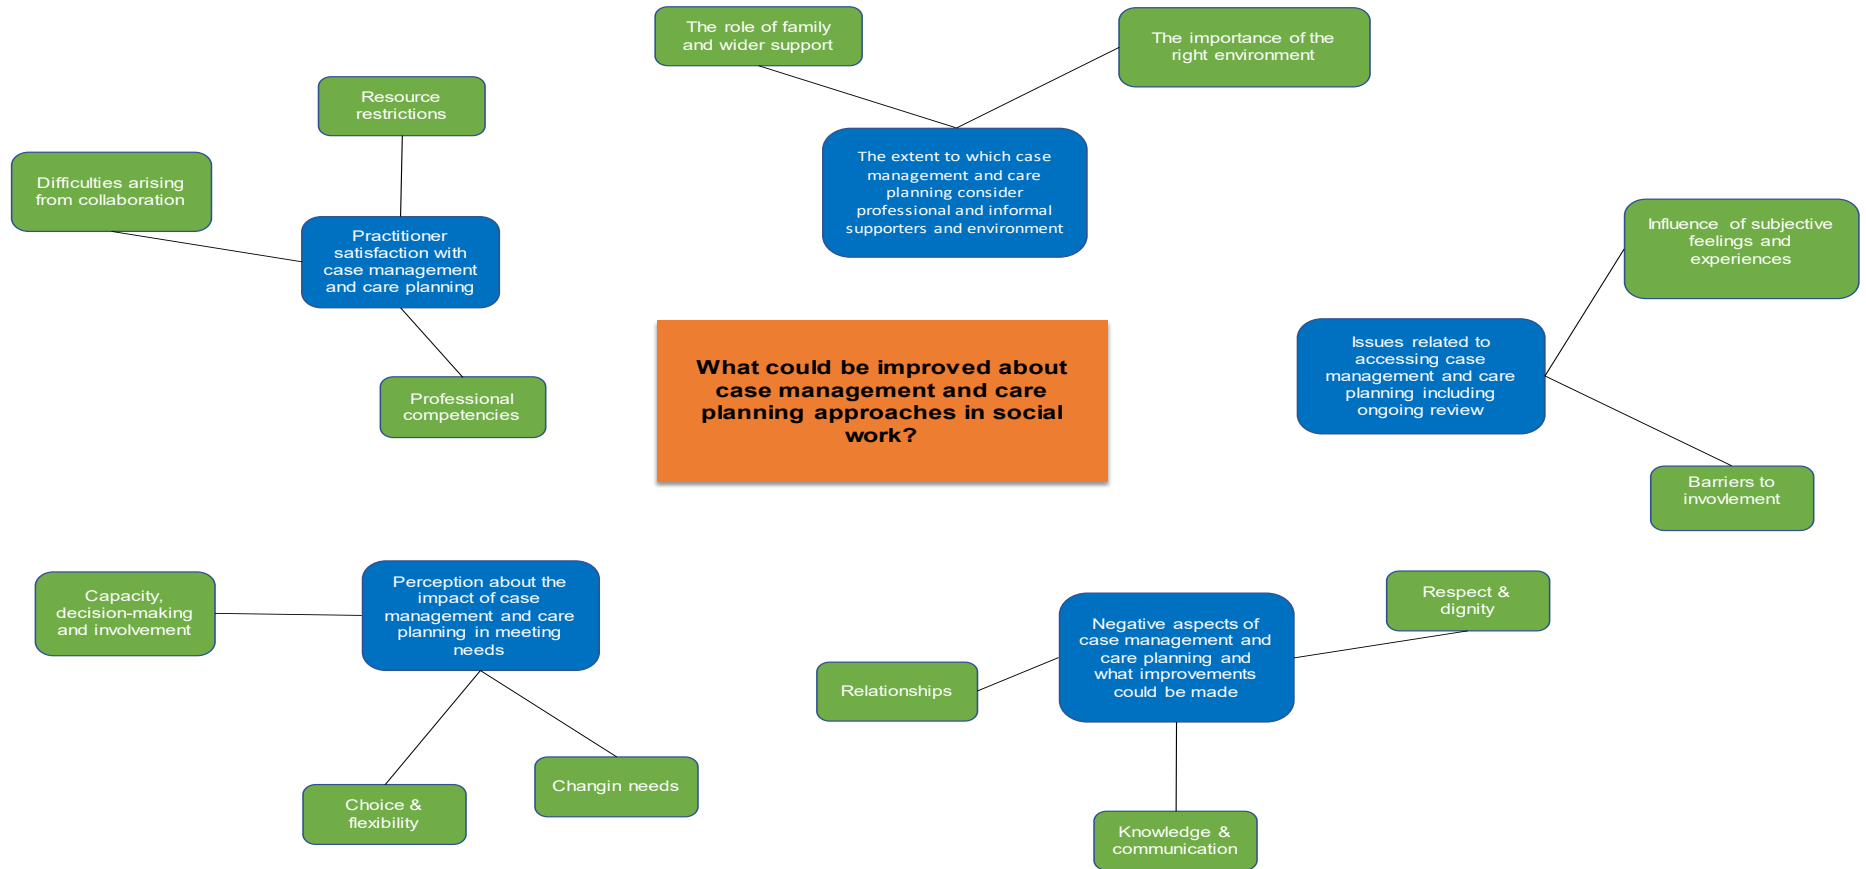 The role of family
and wider support
The importance of the
right environment
Resource
restrictions
Difficulties arising
from collaboration
The extent to which case
management and care
planning consider
professional and informal
supporters and environment
Practitioner
satisfaction with
case management
and care planning
Influence of subjective
feelings and
experiences
Issues related to
accessing case
management and care
planning including
ongoing review
What could be improved about
case management and care
planning approaches in social
work?
Professional
competencies
Barriers to
invovlement
Capacity,
decision-making
and involvement
Perception about the
impact of case
management and care
planning in meeting
needs
Respect &
dignity
Negative aspects of
case management and
care planning and
what improvements
could be made
Relationships
Changin needs
Choice &
flexibility
Knowledge &
communication